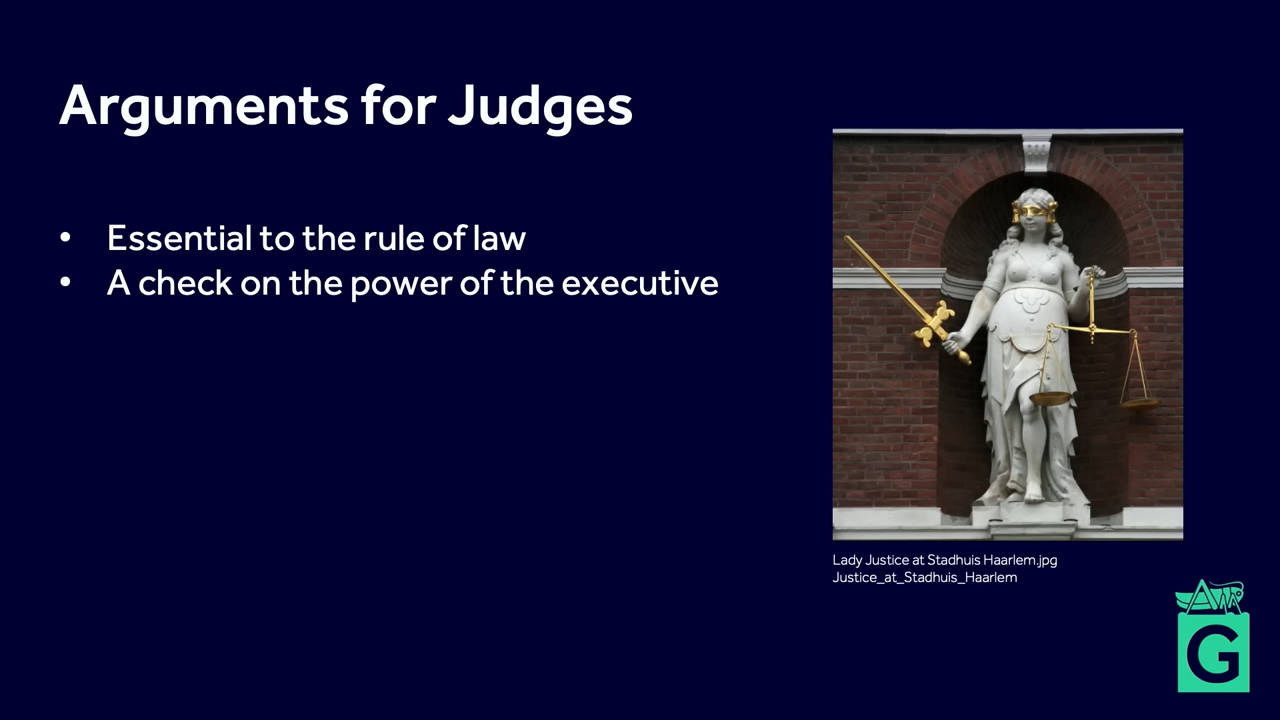 Arguments for Judges
• Essential to the rule of law
• A check on the power of the executive
Lady Justice at Stadhuis Haarlem.jpg
Justice_at_Stadhuis_Haarlem
G